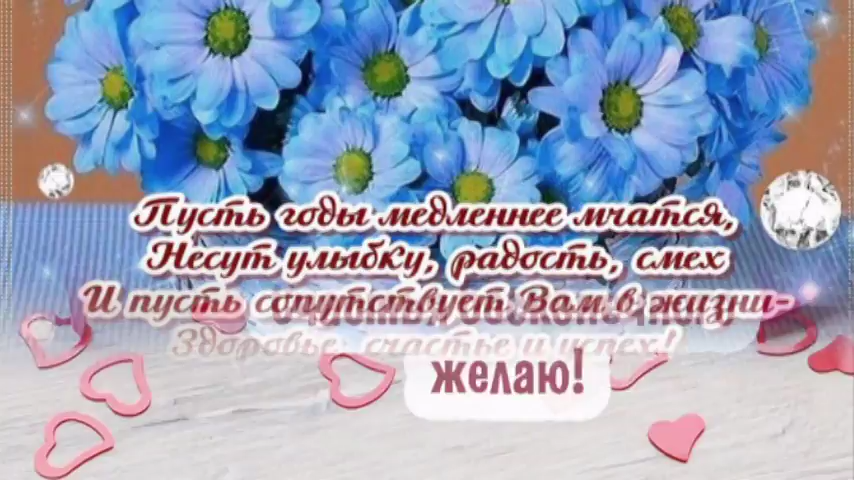 Пусть годы медленнее мчатся,
Несут улыбку, радость, смех
И пусть сопутствует Вам в жизни-
Здоровье, счастье и успех!
желаю!